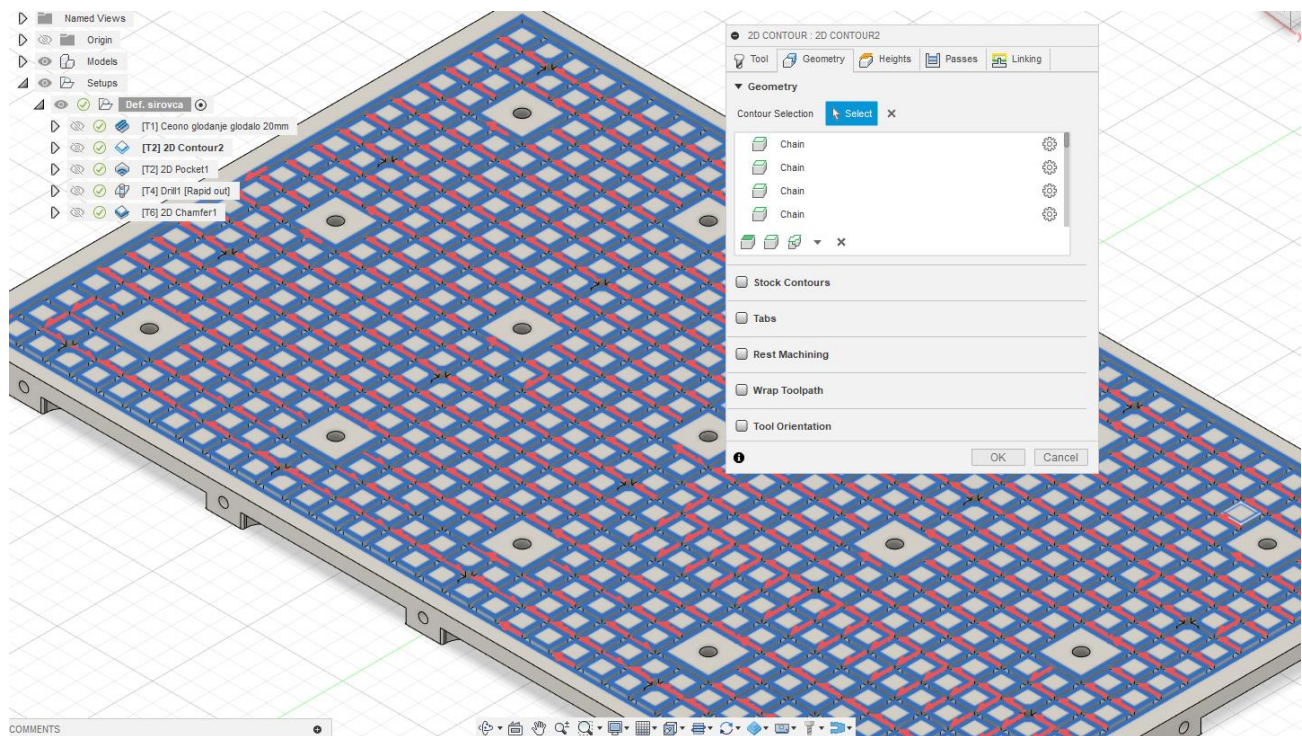 Named Views
Origin
Models
Setups
Def. sirovca
[T1] Ceono glodanje glodalo 20mm
[T2] 2D Contour2
[T2] 2D Pocket1
[T4] Drill1 [Rapid out]
[T6] 2D Chamfer1
2D CONTOUR : 2D CONTOUR2
Tool Geometry Heights Passes Linking
Geometry
Contour Selection Select
Chain
Chain
Chain
Chain
Stock Contours
Tabs
Rest Machining
Wrap Toolpath
Tool Orientation
OK Cancel
COMMENTS